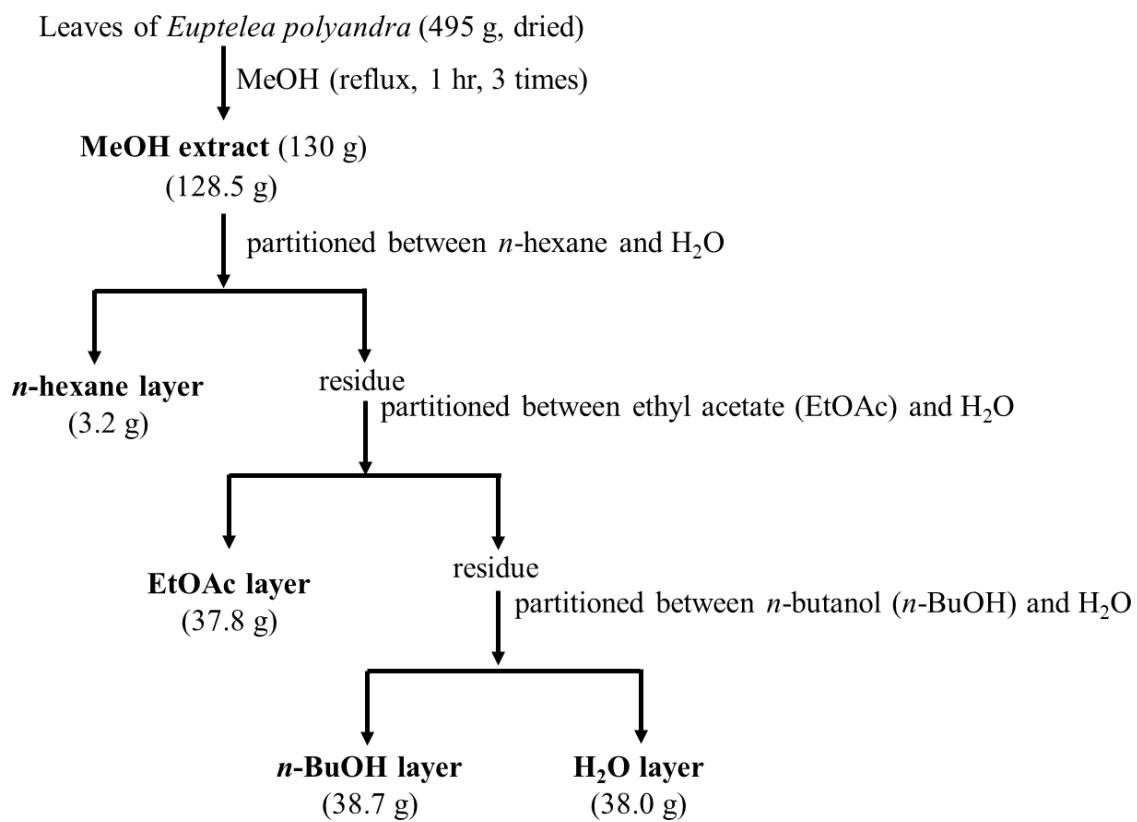 Leaves of Euptelea polyandra (495 g, dried)
MeOH (reflux, 1 hr, 3 times)
MeOH extract (130 g)
(128.5 g)
partitioned between n-hexane and H₂O
n-hexane layer
(3.2 g)
residue
partitioned between ethyl acetate (EtOAc) and H₂O
EtOAc layer
(37.8 g)
residue
partitioned between n-butanol (n-BuOH) and H₂O
n-BuOH layer
(38.7 g)
H₂O layer
(38.0 g)